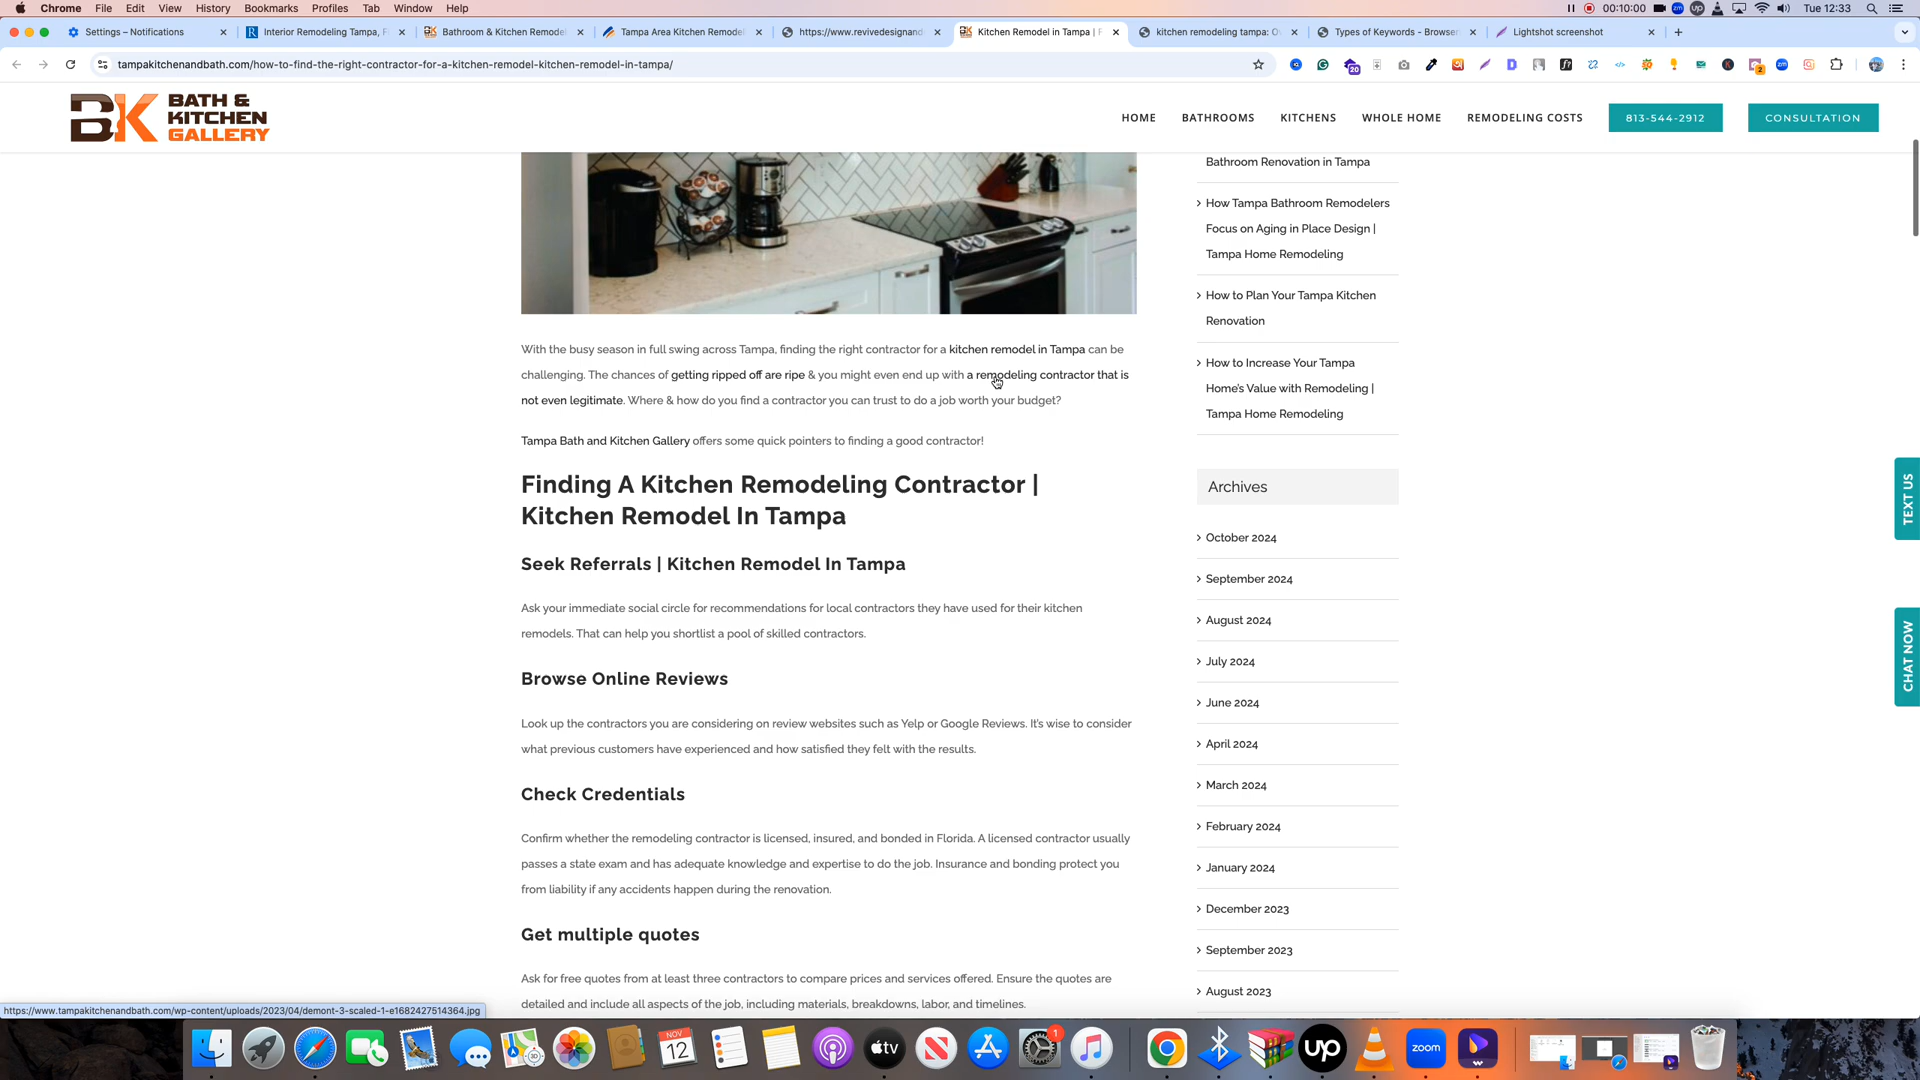 Chrome File Edit View History Bookmarks Profiles Tab Window Help
00:10:00 zm up Tue 12:33
Settings – Notifications
Interior Remodeling Tampa, F
Bathroom & Kitchen Remodel
Tampa Area Kitchen Remodel
https://www.revivedesignand
Kitchen Remodel in Tampa | F
kitchen remodeling tampa: O
Types of Keywords - Browser
Lightshot screenshot
tampakitchenandbath.com/how-to-find-the-right-contractor-for-a-kitchen-remodel-kitchen-remodel-in-tampa/
BK BATH & KITCHEN GALLERY
HOME BATHROOMS KITCHENS WHOLE HOME REMODELING COSTS 813-544-2912 CONSULTATION
With the busy season in full swing across Tampa, finding the right contractor for a kitchen remodel in Tampa can be
challenging. The chances of getting ripped off are ripe & you might even end up with a remodeling contractor that is
not even legitimate. Where & how do you find a contractor you can trust to do a job worth your budget?
Tampa Bath and Kitchen Gallery offers some quick pointers to finding a good contractor!
Finding A Kitchen Remodeling Contractor |
Kitchen Remodel In Tampa
Seek Referrals | Kitchen Remodel In Tampa
Ask your immediate social circle for recommendations for local contractors they have used for their kitchen
remodels. That can help you shortlist a pool of skilled contractors.
Browse Online Reviews
Look up the contractors you are considering on review websites such as Yelp or Google Reviews. It's wise to consider
what previous customers have experienced and how satisfied they felt with the results.
Check Credentials
Confirm whether the remodeling contractor is licensed, insured, and bonded in Florida. A licensed contractor usually
passes a state exam and has adequate knowledge and expertise to do the job. Insurance and bonding protect you
from liability if any accidents happen during the renovation.
Get multiple quotes
Ask for free quotes from at least three contractors to compare prices and services offered. Ensure the quotes are
detailed and include all aspects of the job, including materials, breakdowns, labor, and timelines.
Bathroom Renovation in Tampa
How Tampa Bathroom Remodelers
Focus on Aging in Place Design |
Tampa Home Remodeling
How to Plan Your Tampa Kitchen
Renovation
How to Increase Your Tampa
Home's Value with Remodeling |
Tampa Home Remodeling
Archives
October 2024
September 2024
August 2024
July 2024
June 2024
April 2024
March 2024
February 2024
January 2024
December 2023
September 2023
August 2023
TEXT US
CHAT NOW
https://www.tampakitchenandbath.com/wp-content/uploads/2023/04/demont-3-scaled-1-e1682427514364.jpg
NOV
12
tv
1
up
zoom